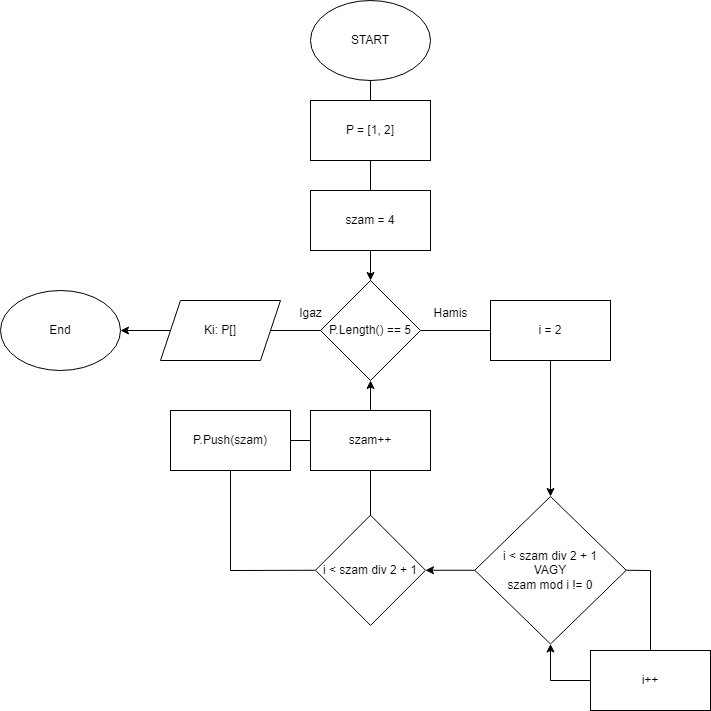 START
P = [1, 2]
szam = 4
Igaz
Hamis
End
Ki: P[]
P.Length() == 5
i = 2
P.Push(szam)
szam++
i < szam div 2 + 1
i < szam div 2 + 1
VAGY
szam mod i != 0
i++